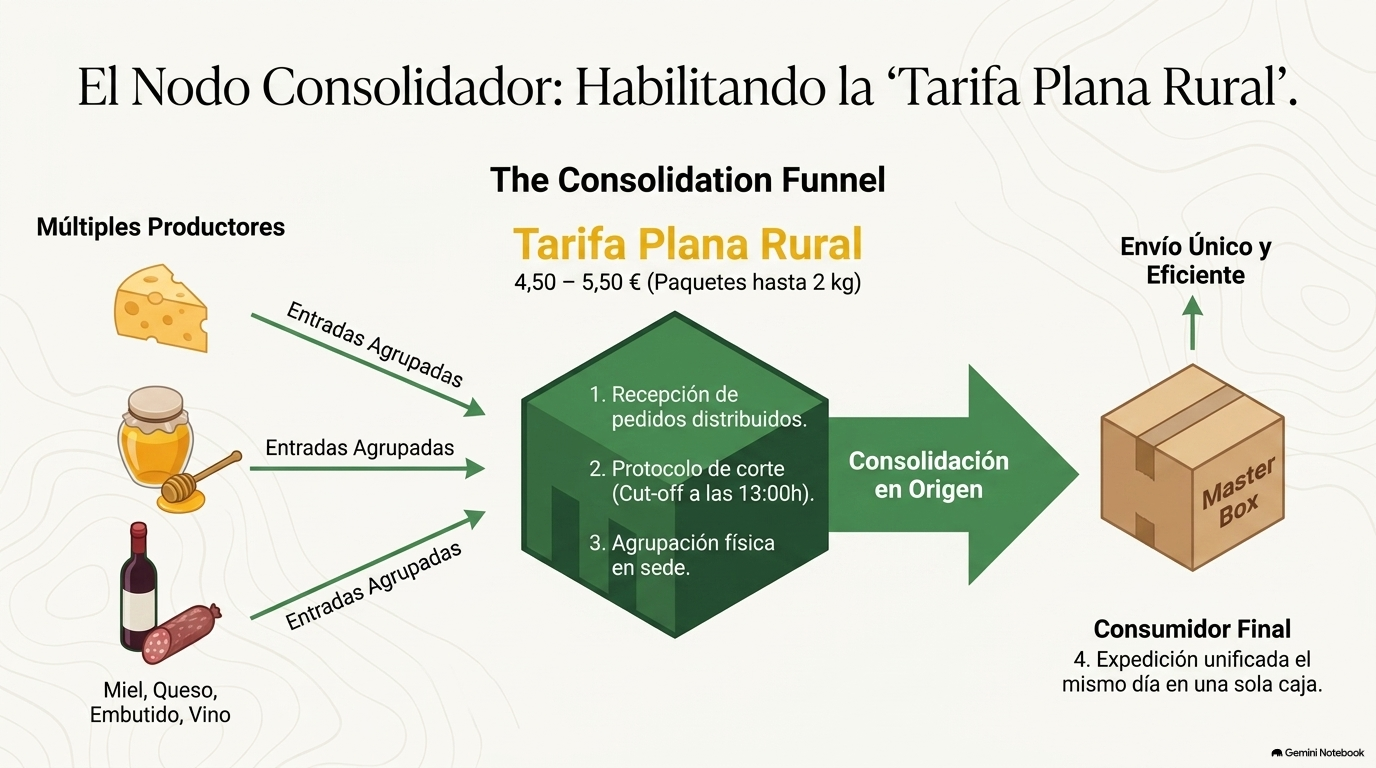 El Nodo Consolidador: Habilitando la ‘Tarifa Plana Rural’.
The Consolidation Funnel
Múltiples Productores
Tarifa Plana Rural
4,50 – 5,50 € (Paquetes hasta 2 kg)
Entradas Agrupadas
Entradas Agrupadas
Entradas Agrupadas
Miel, Queso,
Embutido, Vino
1. Recepción de
pedidos distribuidos.
2. Protocolo de corte
(Cut-off a las 13:00h).
3. Agrupación física
en sede.
Consolidación
en Origen
Envío Único y
Eficiente
Master
Box
Consumidor Final
4. Expedición unificada el
mismo día en una sola caja.
Gemini Notebook